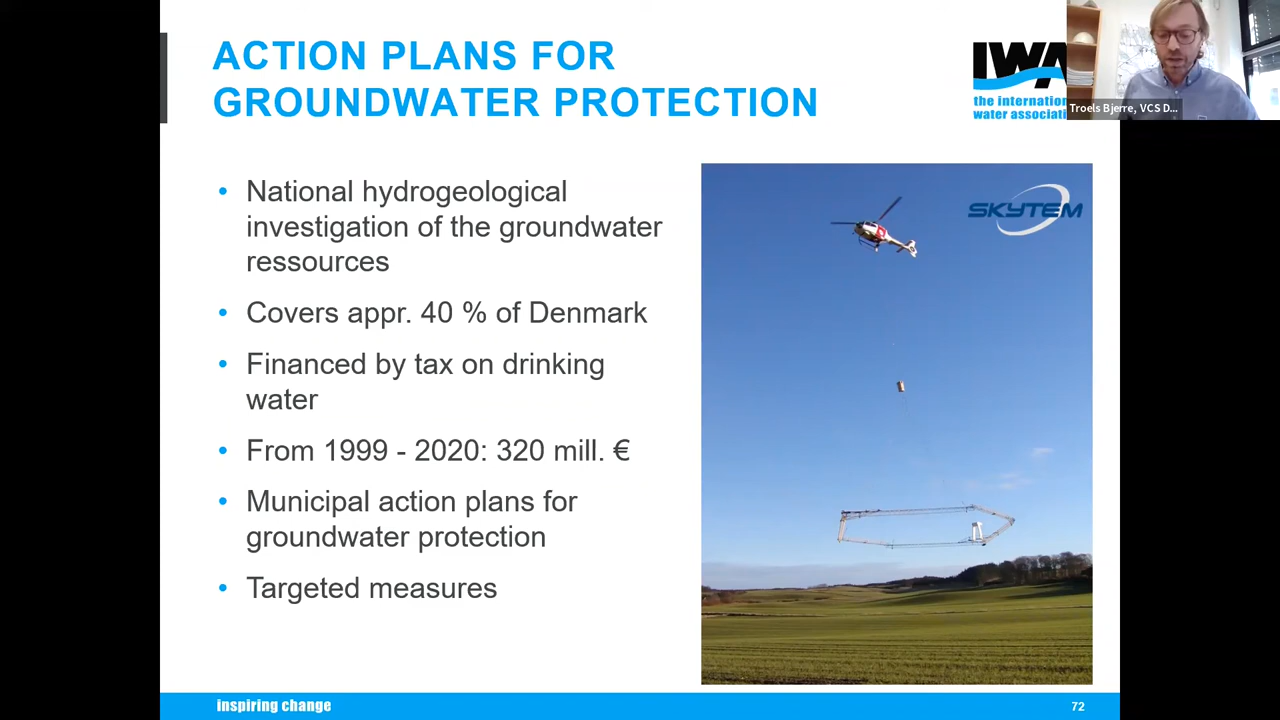 ACTION PLANS FOR
GROUNDWATER PROTECTION
IWA
the internatio
water associati
Troels Bjerre, VCS D...
• National hydrogeological
investigation of the groundwater
ressources
• Covers appr. 40 % of Denmark
• Financed by tax on drinking
water
• From 1999 - 2020: 320 mill. €
• Municipal action plans for
groundwater protection
• Targeted measures
SKYTEM
inspiring change
72